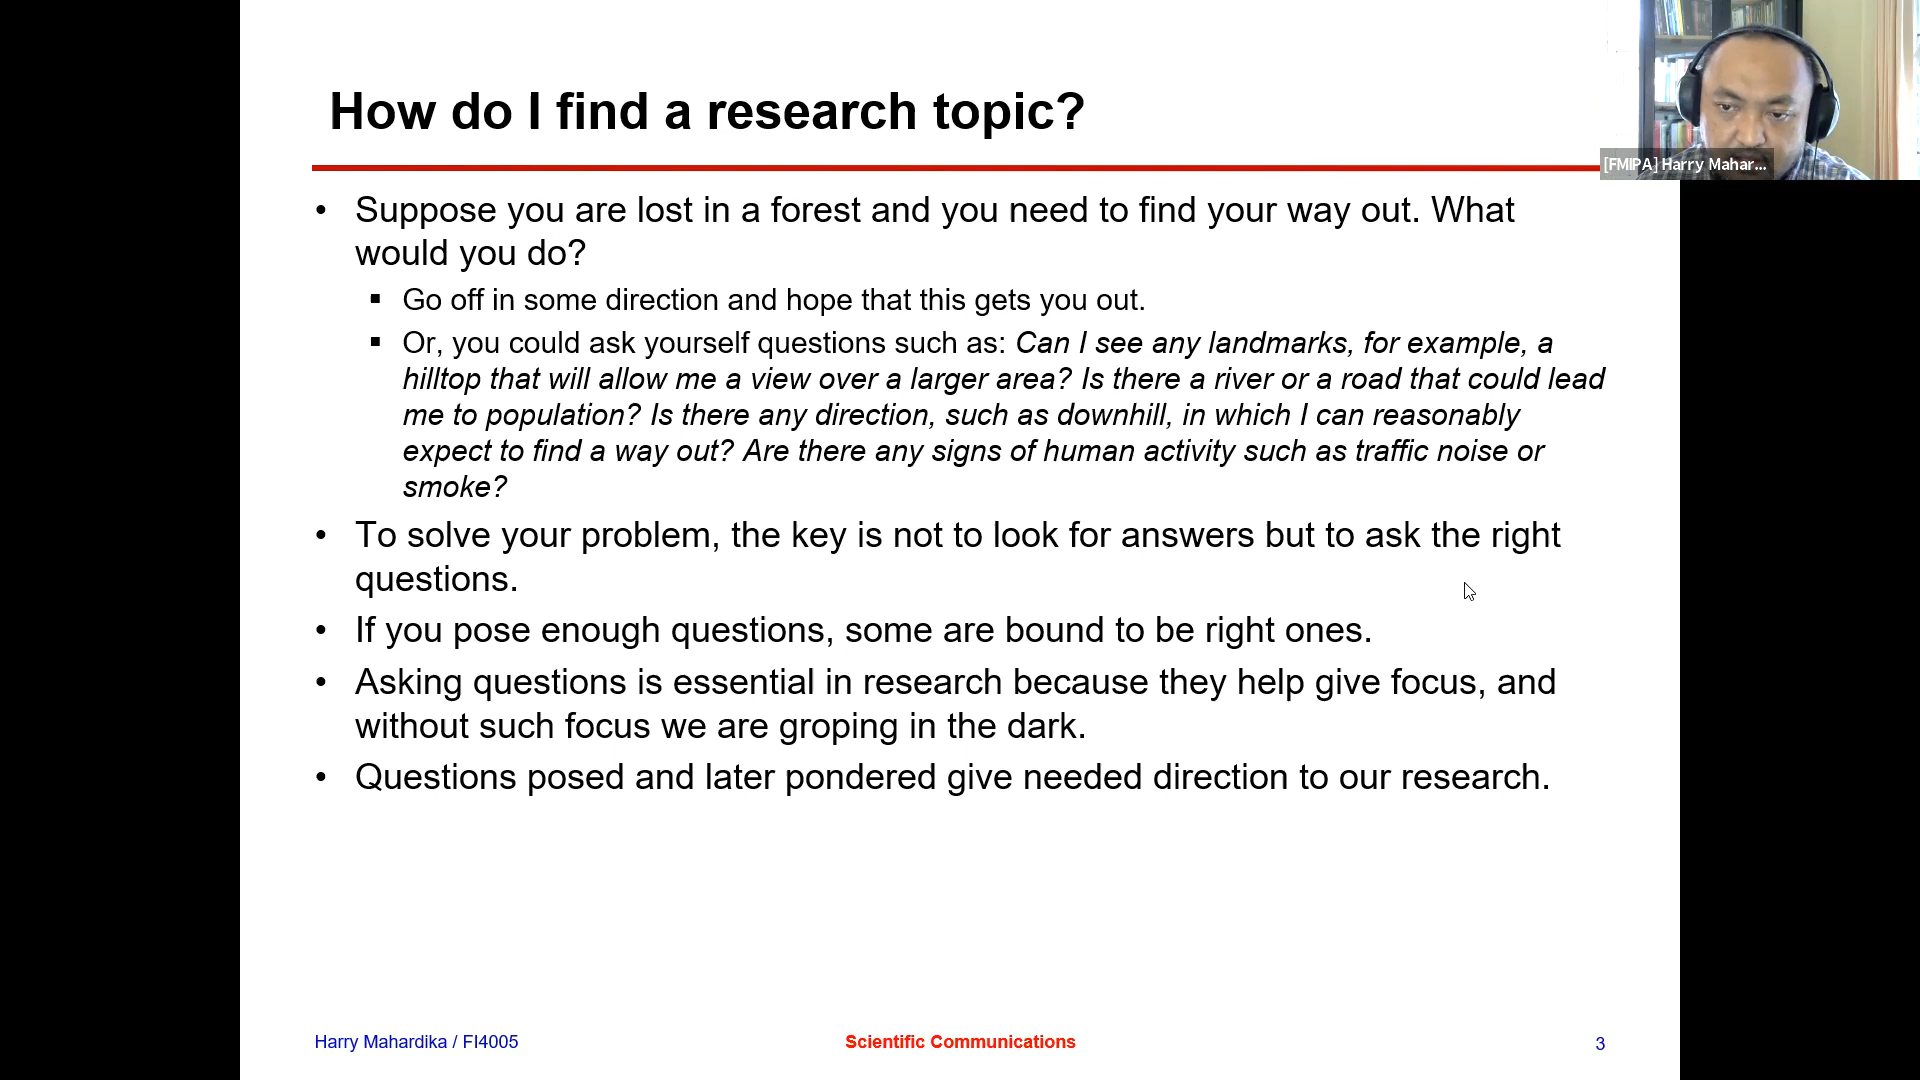 How do I find a research topic?
[FMIPA] Harry Mahar...
• Suppose you are lost in a forest and you need to find your way out. What
would you do?
▪ Go off in some direction and hope that this gets you out.
▪ Or, you could ask yourself questions such as: Can I see any landmarks, for example, a
hilltop that will allow me a view over a larger area? Is there a river or a road that could lead
me to population? Is there any direction, such as downhill, in which I can reasonably
expect to find a way out? Are there any signs of human activity such as traffic noise or
smoke?
• To solve your problem, the key is not to look for answers but to ask the right
questions.
• If you pose enough questions, some are bound to be right ones.
• Asking questions is essential in research because they help give focus, and
without such focus we are groping in the dark.
• Questions posed and later pondered give needed direction to our research.
Harry Mahardika / FI4005
Scientific Communications
3